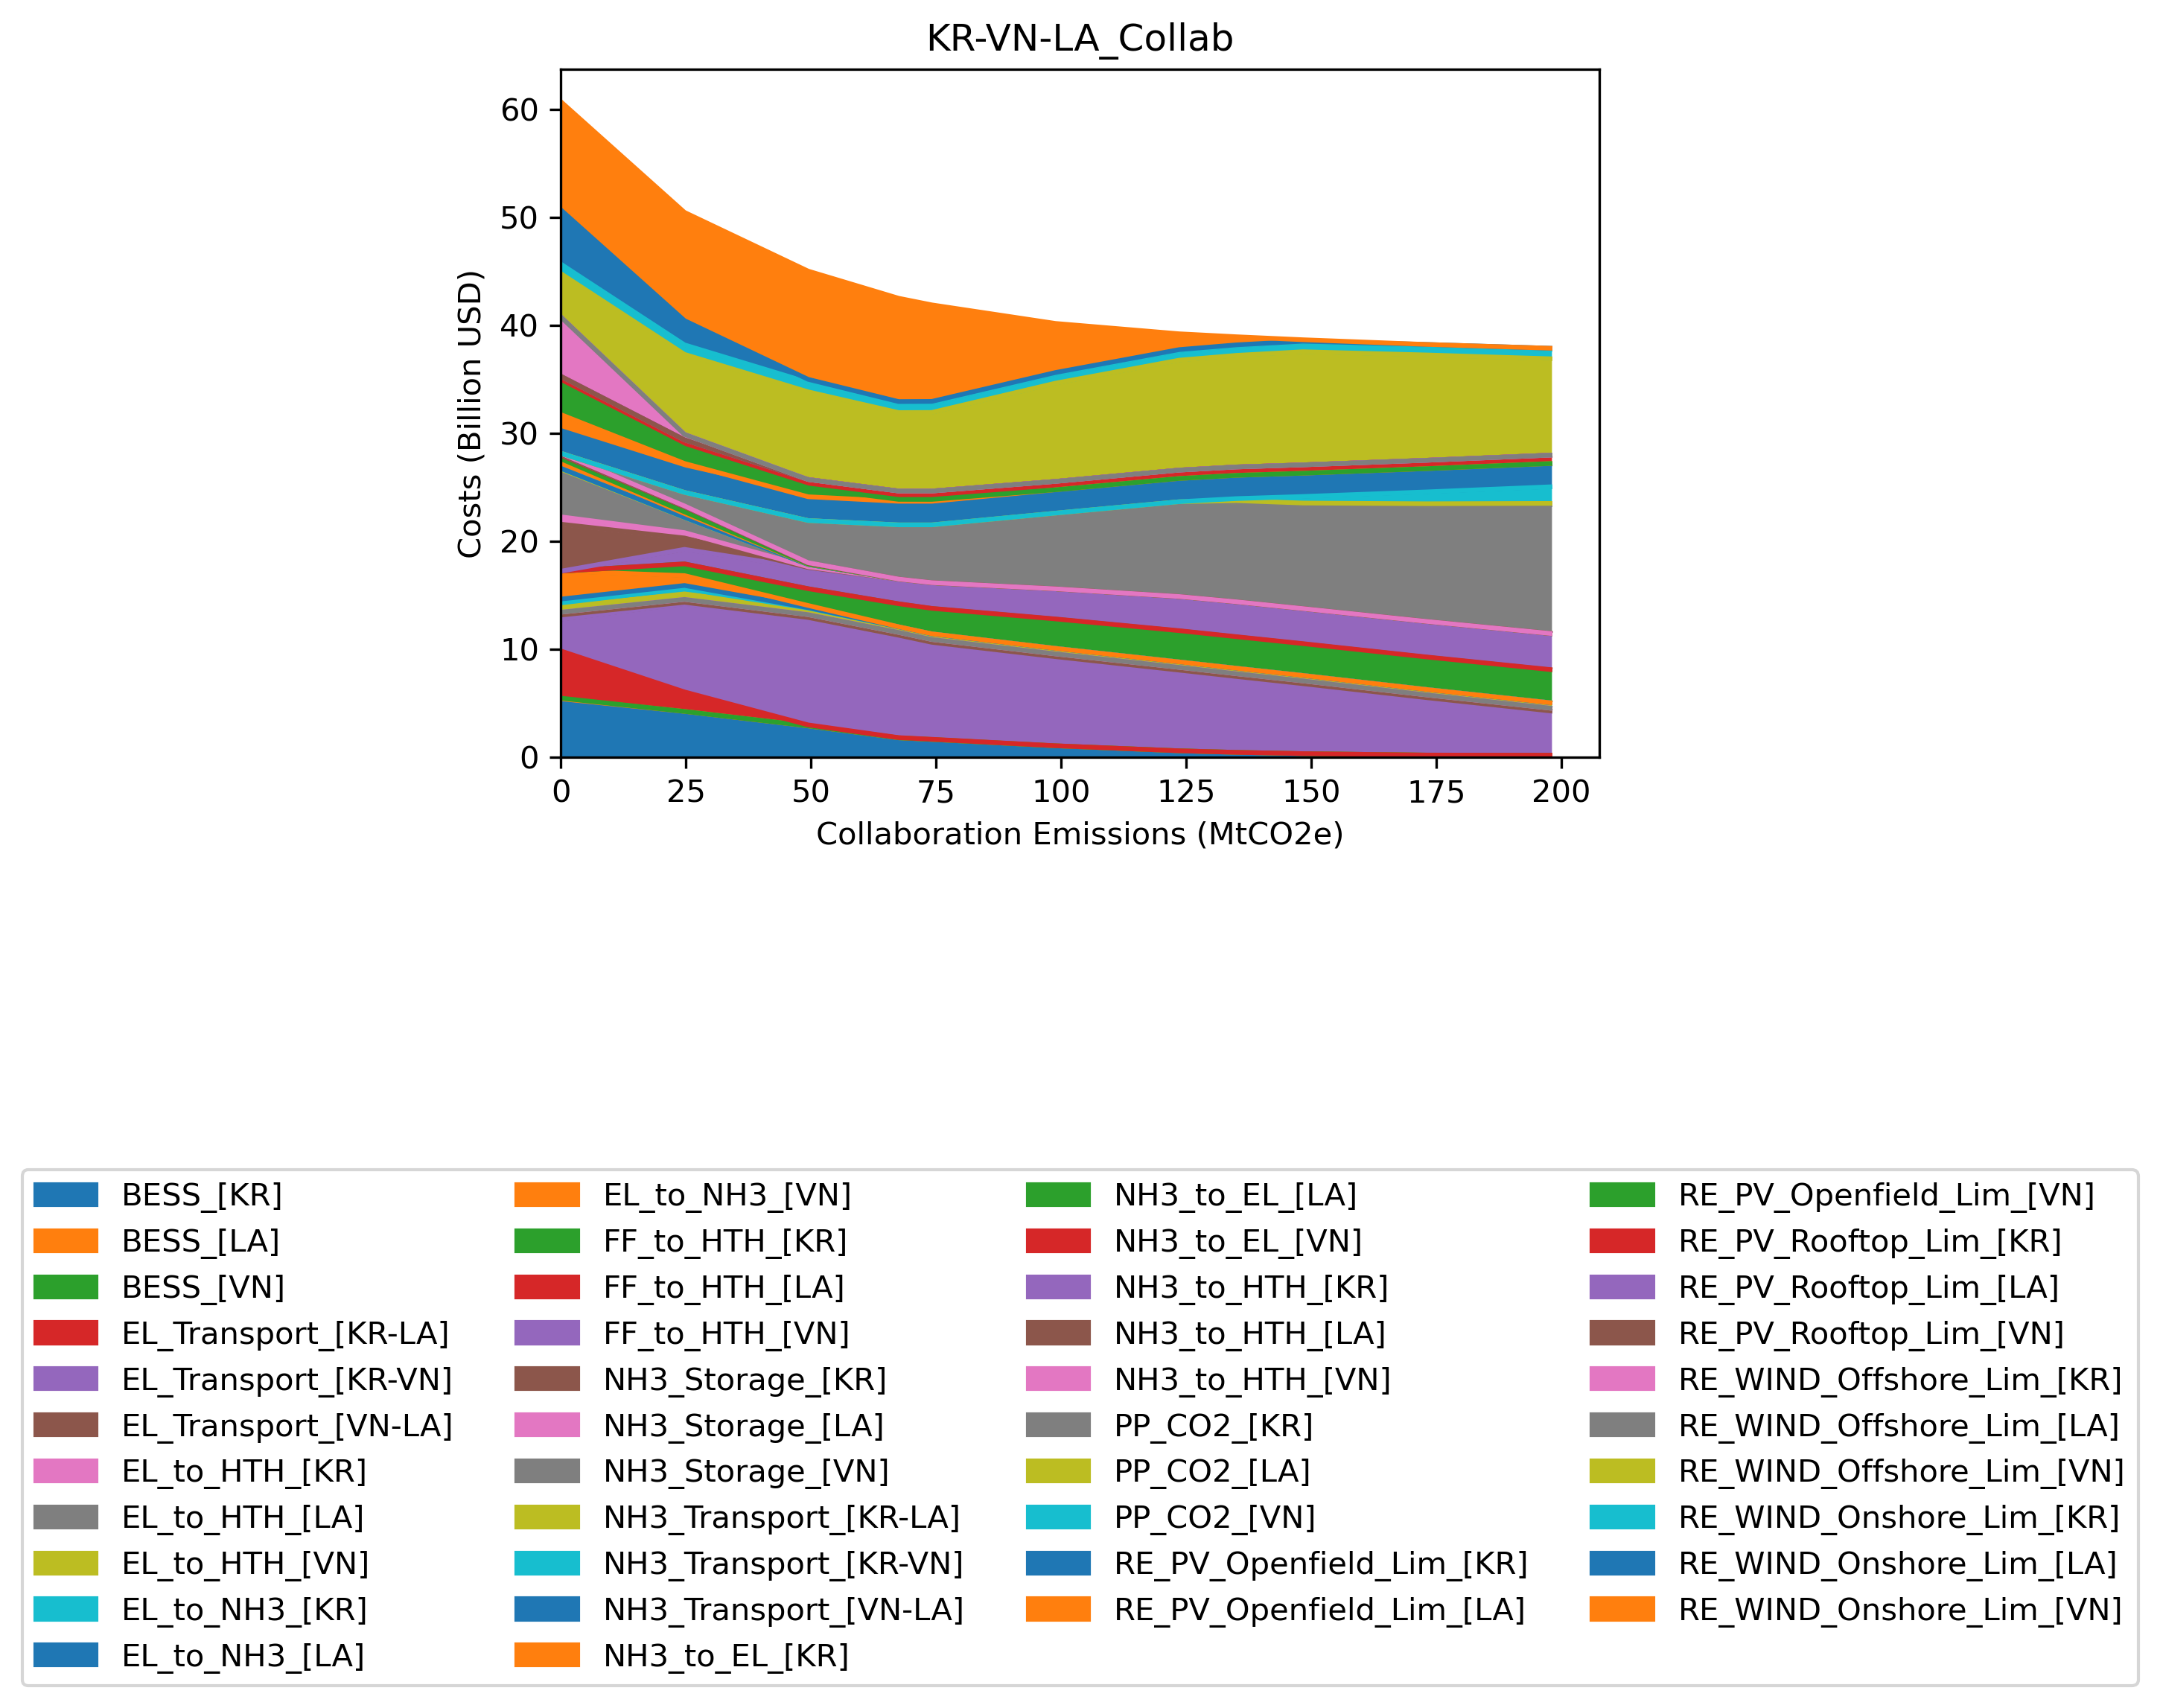 KR-VN-LA_Collab
60
50
40
30
20
10
0
Costs (Billion USD)
0 25 50 75 100 125 150 175 200
Collaboration Emissions (MtCO2e)
BESS_[KR]
BESS_[LA]
BESS_[VN]
EL_Transport_[KR-LA]
EL_Transport_[KR-VN]
EL_Transport_[VN-LA]
EL_to_HTH_[KR]
EL_to_HTH_[LA]
EL_to_HTH_[VN]
EL_to_NH3_[KR]
EL_to_NH3_[LA]
EL_to_NH3_[VN]
FF_to_HTH_[KR]
FF_to_HTH_[LA]
FF_to_HTH_[VN]
NH3_Storage_[KR]
NH3_Storage_[LA]
NH3_Storage_[VN]
NH3_Transport_[KR-LA]
NH3_Transport_[KR-VN]
NH3_Transport_[VN-LA]
NH3_to_EL_[KR]
NH3_to_EL_[LA]
NH3_to_EL_[VN]
NH3_to_HTH_[KR]
NH3_to_HTH_[LA]
NH3_to_HTH_[VN]
PP_CO2_[KR]
PP_CO2_[LA]
PP_CO2_[VN]
RE_PV_Openfield_Lim_[KR]
RE_PV_Openfield_Lim_[LA]
RE_PV_Openfield_Lim_[VN]
RE_PV_Rooftop_Lim_[KR]
RE_PV_Rooftop_Lim_[LA]
RE_PV_Rooftop_Lim_[VN]
RE_WIND_Offshore_Lim_[KR]
RE_WIND_Offshore_Lim_[LA]
RE_WIND_Offshore_Lim_[VN]
RE_WIND_Onshore_Lim_[KR]
RE_WIND_Onshore_Lim_[LA]
RE_WIND_Onshore_Lim_[VN]